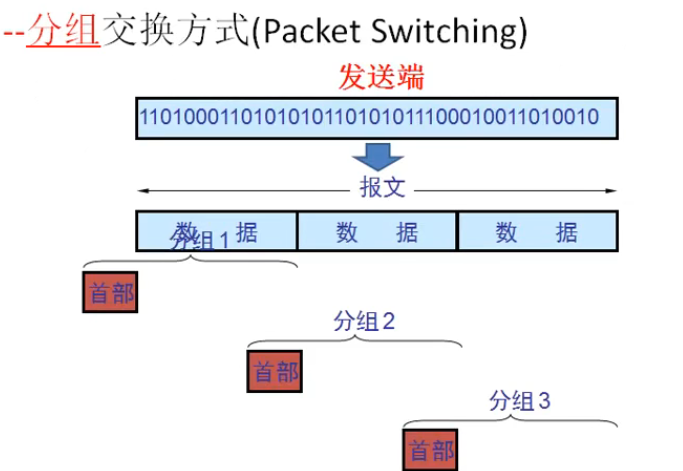 --分组交换方式(Packet Switching)
发送端
1101000110101010110101011100010011010010
报文
数 据 数 据 数 据
分组1
首部
分组2
首部
分组3
首部